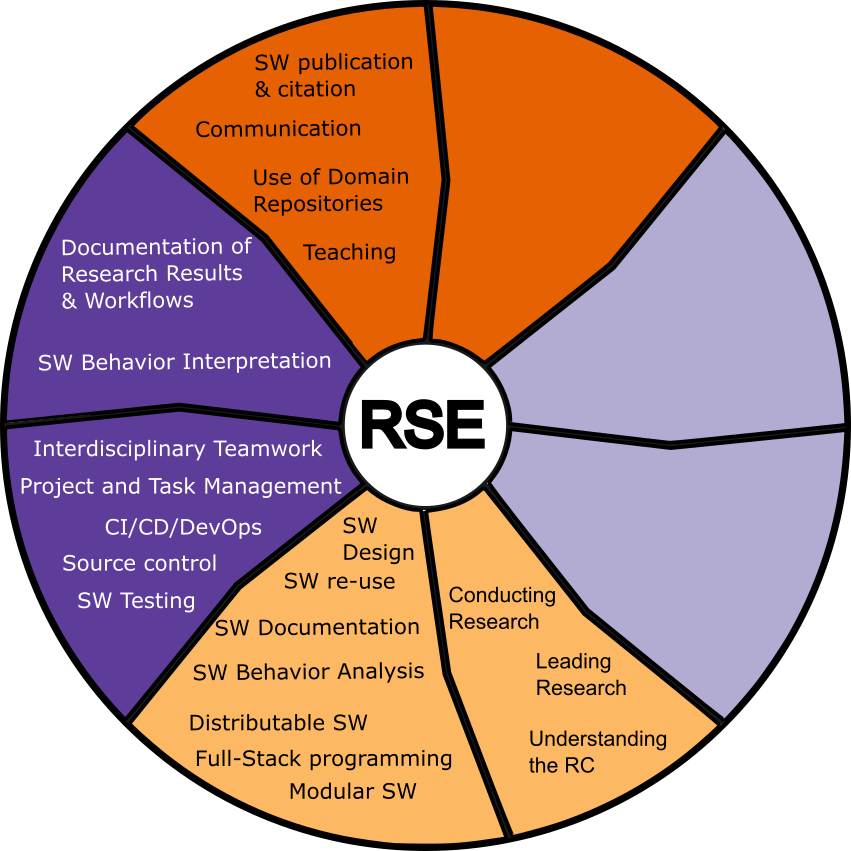 SW publication
& citation
Communication
Use of Domain
Repositories
Teaching
Documentation of
Research Results
& Workflows
SW Behavior Interpretation
RSE
Interdisciplinary Teamwork
Project and Task Management
CI/CD/DevOps
Source control
SW Testing
SW
Design
SW re-use
SW Documentation
SW Behavior Analysis
Distributable SW
Full-Stack programming
Modular SW
Conducting
Research
Leading
Research
Understanding
the RC